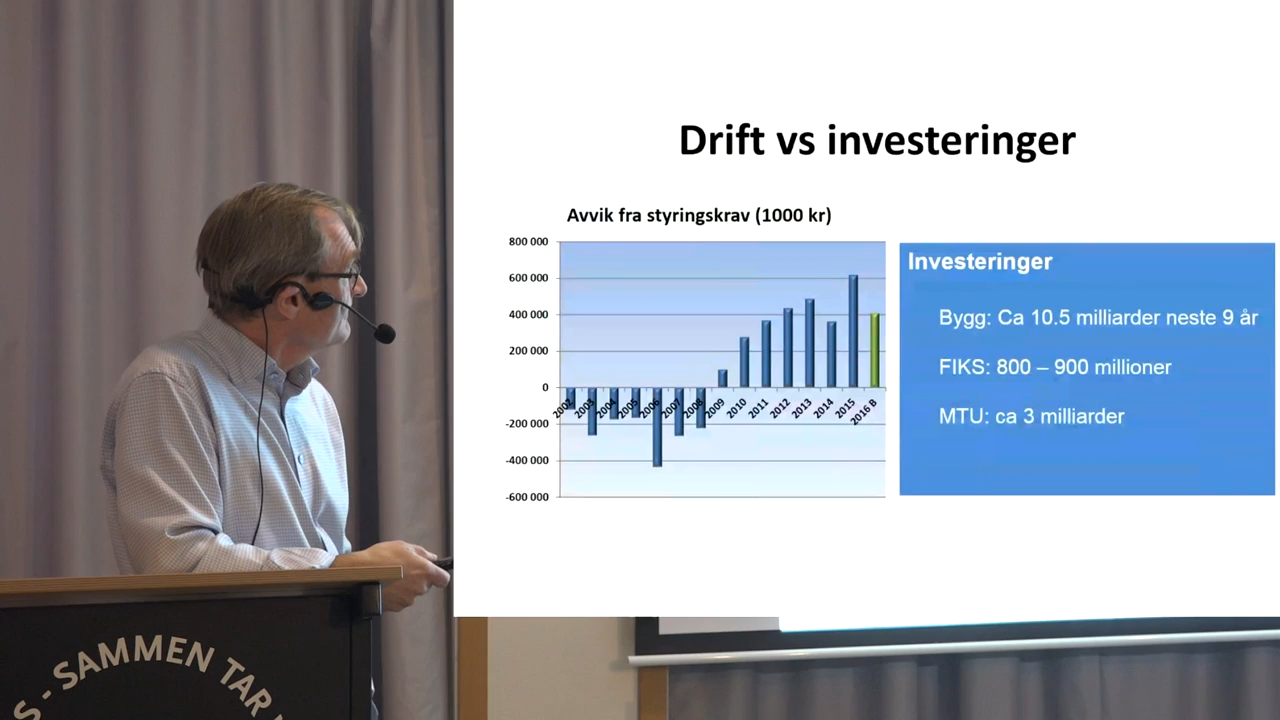 Drift vs investeringer
Avvik fra styringskrav (1000 kr)
800 000
600 000
400 000
200 000
0
-200 000
-400 000
-600 000
2002
2003
2004
2005
2006
2007
2008
2009
2010
2011
2012
2013
2014
2015
2016 B
Investeringer
Bygg: Ca 10.5 milliarder neste 9 år
FIKS: 800 – 900 millioner
MTU: ca 3 milliarder
S - SAMMEN TAR